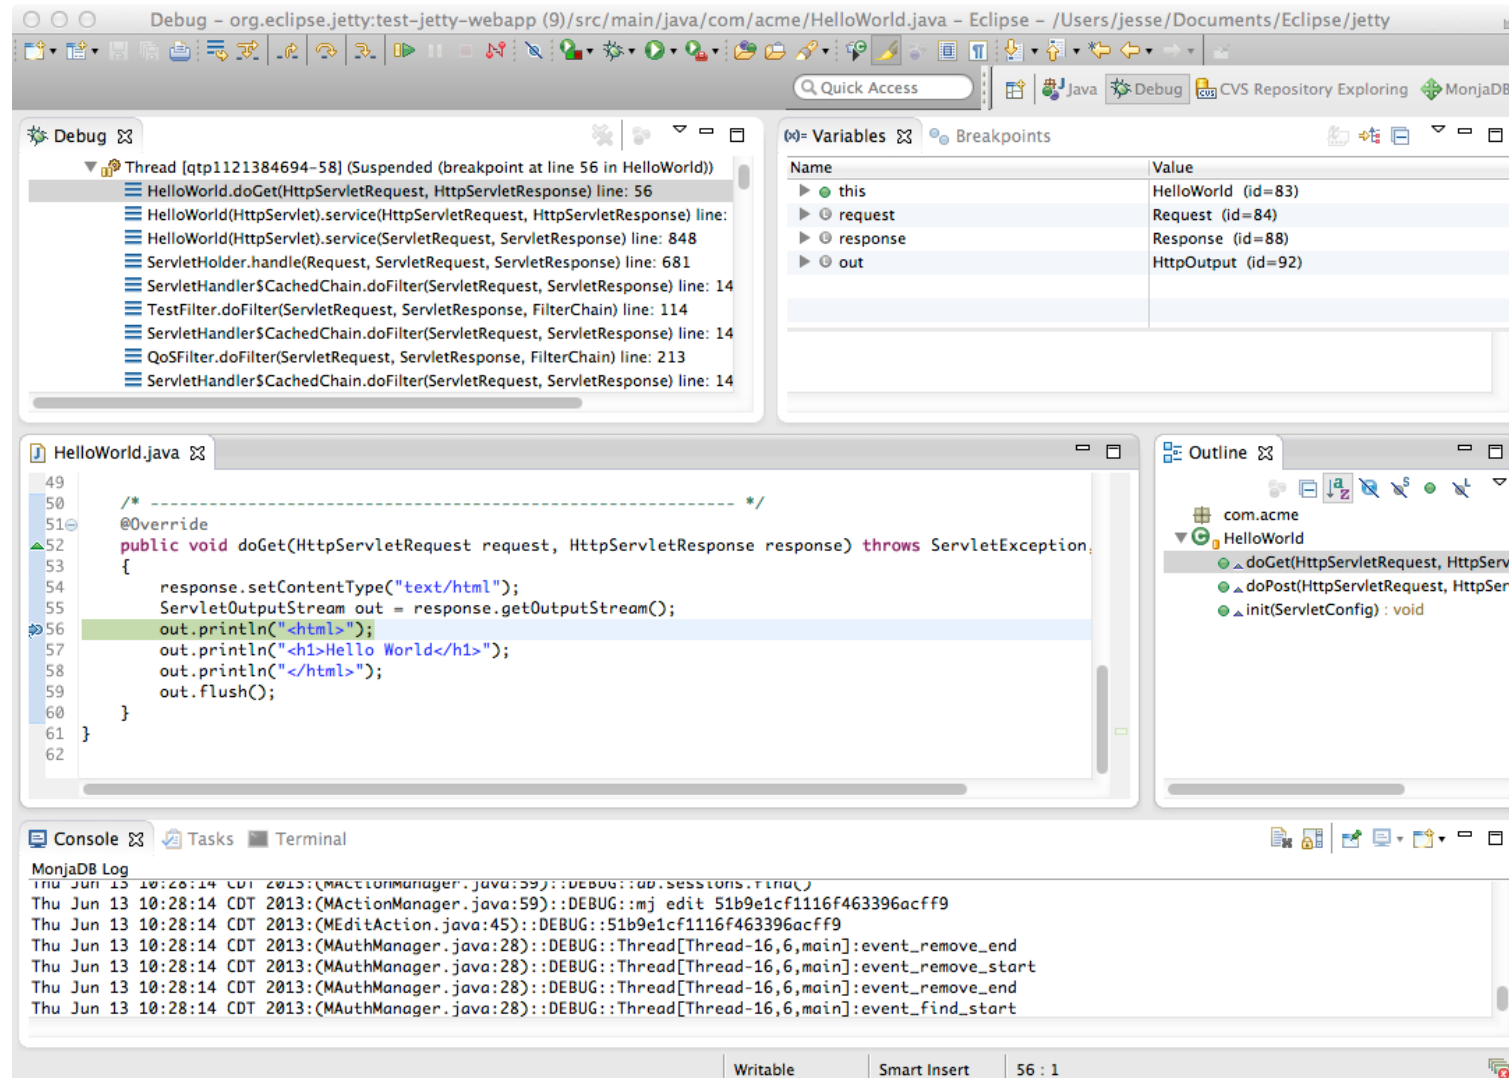 Debug – org.eclipse.jetty:test-jetty-webapp (9)/src/main/java/com/acme/HelloWorld.java – Eclipse – /Users/jesse/Documents/Eclipse/jetty
Quick Access
Java Debug CVS Repository Exploring MonjaDB
Debug
Thread [qtp1121384694-58] (Suspended (breakpoint at line 56 in HelloWorld))
HelloWorld.doGet(HttpServletRequest, HttpServletResponse) line: 56
HelloWorld(HttpServlet).service(HttpServletRequest, HttpServletResponse) line:
HelloWorld(HttpServlet).service(ServletRequest, ServletResponse) line: 848
ServletHolder.handle(Request, ServletRequest, ServletResponse) line: 681
ServletHandler$CachedChain.doFilter(ServletRequest, ServletResponse) line: 14
TestFilter.doFilter(ServletRequest, ServletResponse, FilterChain) line: 114
ServletHandler$CachedChain.doFilter(ServletRequest, ServletResponse) line: 14
QoSFilter.doFilter(ServletRequest, ServletResponse, FilterChain) line: 213
ServletHandler$CachedChain.doFilter(ServletRequest, ServletResponse) line: 14
(x)= Variables Breakpoints
Name Value
this HelloWorld (id=83)
request Request (id=84)
response Response (id=88)
out HttpOutput (id=92)
HelloWorld.java
49
50 /* ------------------------------------------------------------ */
51 @Override
52 public void doGet(HttpServletRequest request, HttpServletResponse response) throws ServletException,
53 {
54 response.setContentType("text/html");
55 ServletOutputStream out = response.getOutputStream();
56 out.println("<html>");
57 out.println("<h1>Hello World</h1>");
58 out.println("</html>");
59 out.flush();
60 }
61 }
62
Outline
com.acme
HelloWorld
doGet(HttpServletRequest, HttpServ
doPost(HttpServletRequest, HttpSer
init(ServletConfig) : void
Console Tasks Terminal
MonjaDB Log
Thu Jun 13 10:28:14 CDT 2013:(MActionManager.java:59)::DEBUG::db.sessions.find()
Thu Jun 13 10:28:14 CDT 2013:(MActionManager.java:59)::DEBUG::mj edit 51b9e1cf1116f463396acff9
Thu Jun 13 10:28:14 CDT 2013:(MEditAction.java:45)::DEBUG::51b9e1cf1116f463396acff9
Thu Jun 13 10:28:14 CDT 2013:(MAuthManager.java:28)::DEBUG::Thread[Thread-16,6,main]:event_remove_end
Thu Jun 13 10:28:14 CDT 2013:(MAuthManager.java:28)::DEBUG::Thread[Thread-16,6,main]:event_remove_start
Thu Jun 13 10:28:14 CDT 2013:(MAuthManager.java:28)::DEBUG::Thread[Thread-16,6,main]:event_remove_end
Thu Jun 13 10:28:14 CDT 2013:(MAuthManager.java:28)::DEBUG::Thread[Thread-16,6,main]:event_find_start
Writable Smart Insert 56 : 1